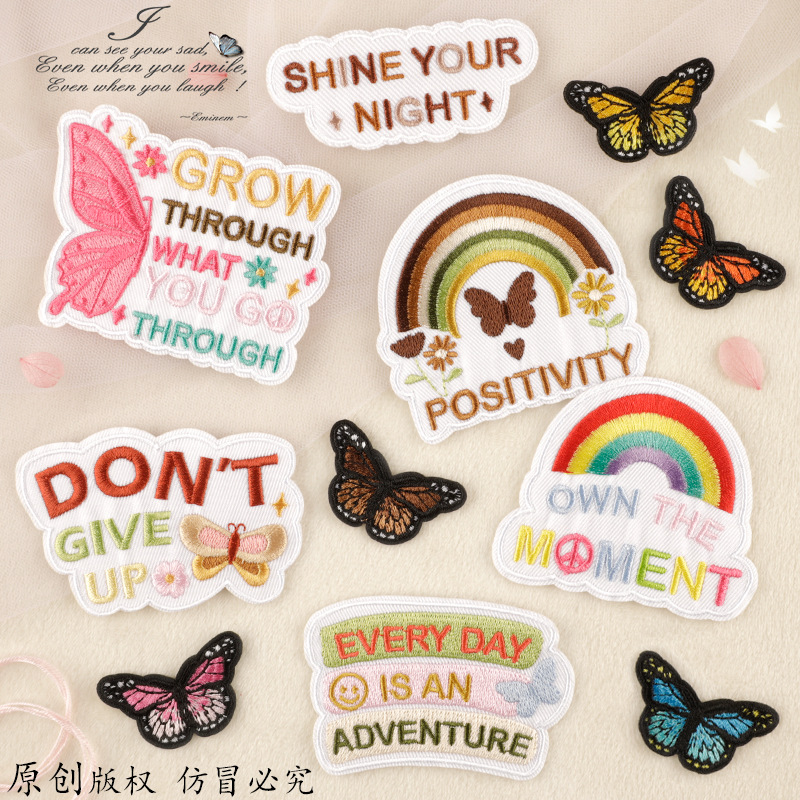 I
can see your sad,
Even when you smile,
Even when you laugh !
~Eminem~
SHINE YOUR
NIGHT
GROW
THROUGH
WHAT
YOU GO
THROUGH
POSITIVITY
DON'T
GIVE
UP
OWN THE
MOMENT
EVERY DAY
IS AN
ADVENTURE
原创版权 仿冒必究